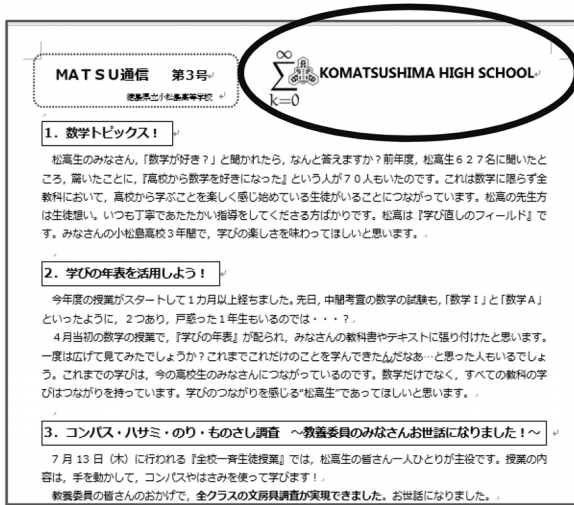 MATSU通信　第3号
徳島県立小松島高等学校
∞
Σ
k=0
KOMATSUSHIMA HIGH SCHOOL
1．数学トピックス！
松高生のみなさん，「数学が好き？」と聞かれたら，なんと答えますか？前年度，松高生６２７名に聞いたと
ころ，驚いたことに，『高校から数学を好きになった』という人が７０人もいたのです。これは数学に限らず全
教科において，高校から学ぶことを楽しく感じ始めている生徒がいることにつながっています。松高の先生方
は生徒想い。いつも丁寧であたたかい指導をしてくださる方ばかりです。松高は『学び直しのフィールド』で
す。みなさんの小松島高校３年間で，学びの楽しさを味わってほしいと思います。
2．学びの年表を活用しよう！
今年度の授業がスタートして１カ月以上経ちました。先日，中間考査の数学の試験も，「数学Ⅰ」と「数学Ａ」
といったように，２つあり，戸惑った１年生もいるのでは・・・？
４月当初の数学の授業で，『学びの年表』が配られ，みなさんの教科書やテキストに張り付けたと思います。
一度は広げて見てみたでしょうか？これまでこれだけのことを学んできたんだなあ…と思った人もいるでしょ
う。これまでの学びは，今の高校生のみなさんにつながっているのです。数学だけでなく，すべての教科の学
びはつながりを持っています。学びのつながりを感じる“松高生”であってほしいと思います。
3．コンパス・ハサミ・のり・ものさし調査　～教養委員のみなさんお世話になりました！～
７月 13 日（木）に行われる『全校一斉生徒授業』では，松高生の皆さん一人ひとりが主役です。授業の内
容は，手を動かして，コンパスやはさみを使って学びます！
教養委員の皆さんのおかげで，全クラスの文房具調査が実現できました。お世話になりました。